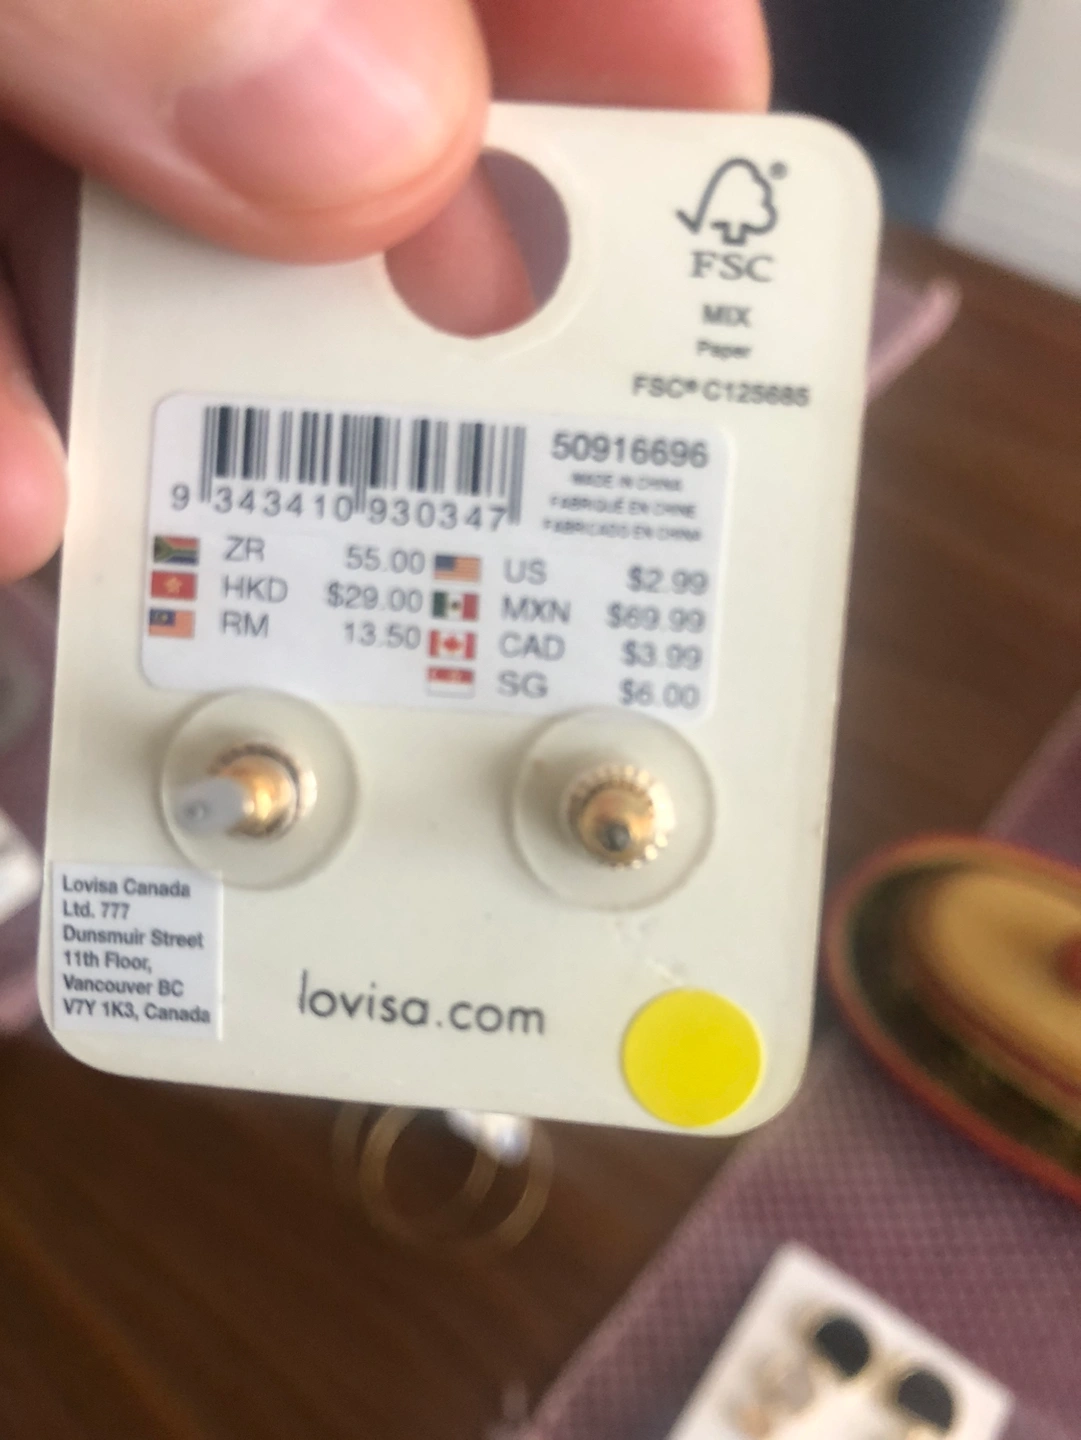 FSC
MIX
Paper
FSC® C125685
50916696
MADE IN CHINA
FABRIQUÉ EN CHINE
FABRICADO EN CHINA
9 343410 930347
ZR 55.00 US $2.99
HKD $29.00 MXN $69.99
RM 13.50 CAD $3.99
SG $6.00
Lovisa Canada
Ltd. 777
Dunsmuir Street
11th Floor,
Vancouver BC
V7Y 1K3, Canada
lovisa.com